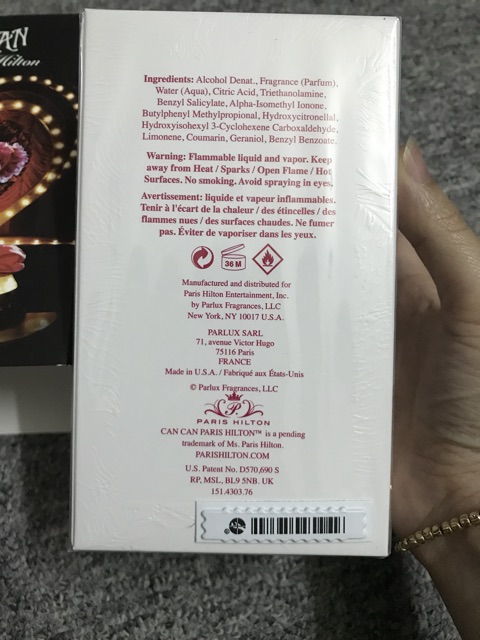 AN
Hilton
Ingredients: Alcohol Denat., Fragrance (Parfum),
Water (Aqua), Citric Acid, Triethanolamine,
Benzyl Salicylate, Alpha-Isomethyl Ionone,
Butylphenyl Methylpropional, Hydroxycitronellal,
Hydroxyisohexyl 3-Cyclohexene Carboxaldehyde,
Limonene, Coumarin, Geraniol, Benzyl Benzoate.
Warning: Flammable liquid and vapor. Keep
away from Heat / Sparks / Open Flame / Hot
Surfaces. No smoking. Avoid spraying in eyes.
Avertissement: liquide et vapeur inflammables.
Tenir à l'écart de la chaleur / des étincelles / des
flammes nues / des surfaces chaudes. Ne fumer
pas. Éviter de vaporiser dans les yeux.
36 M
Manufactured and distributed for
Paris Hilton Entertainment, Inc.
by Parlux Fragrances, LLC
New York, NY 10017 U.S.A.
PARLUX SARL
71, avenue Victor Hugo
75116 Paris
FRANCE
Made in U.S.A. / Fabriqué aux États-Unis
© Parlux Fragrances, LLC
P.
PARIS HILTON
CAN CAN PARIS HILTON™ is a pending
trademark of Ms. Paris Hilton.
PARISHILTON.COM
U.S. Patent No. D570,690 S
RP, MSL, BL9 5NB. UK
151.4303.76